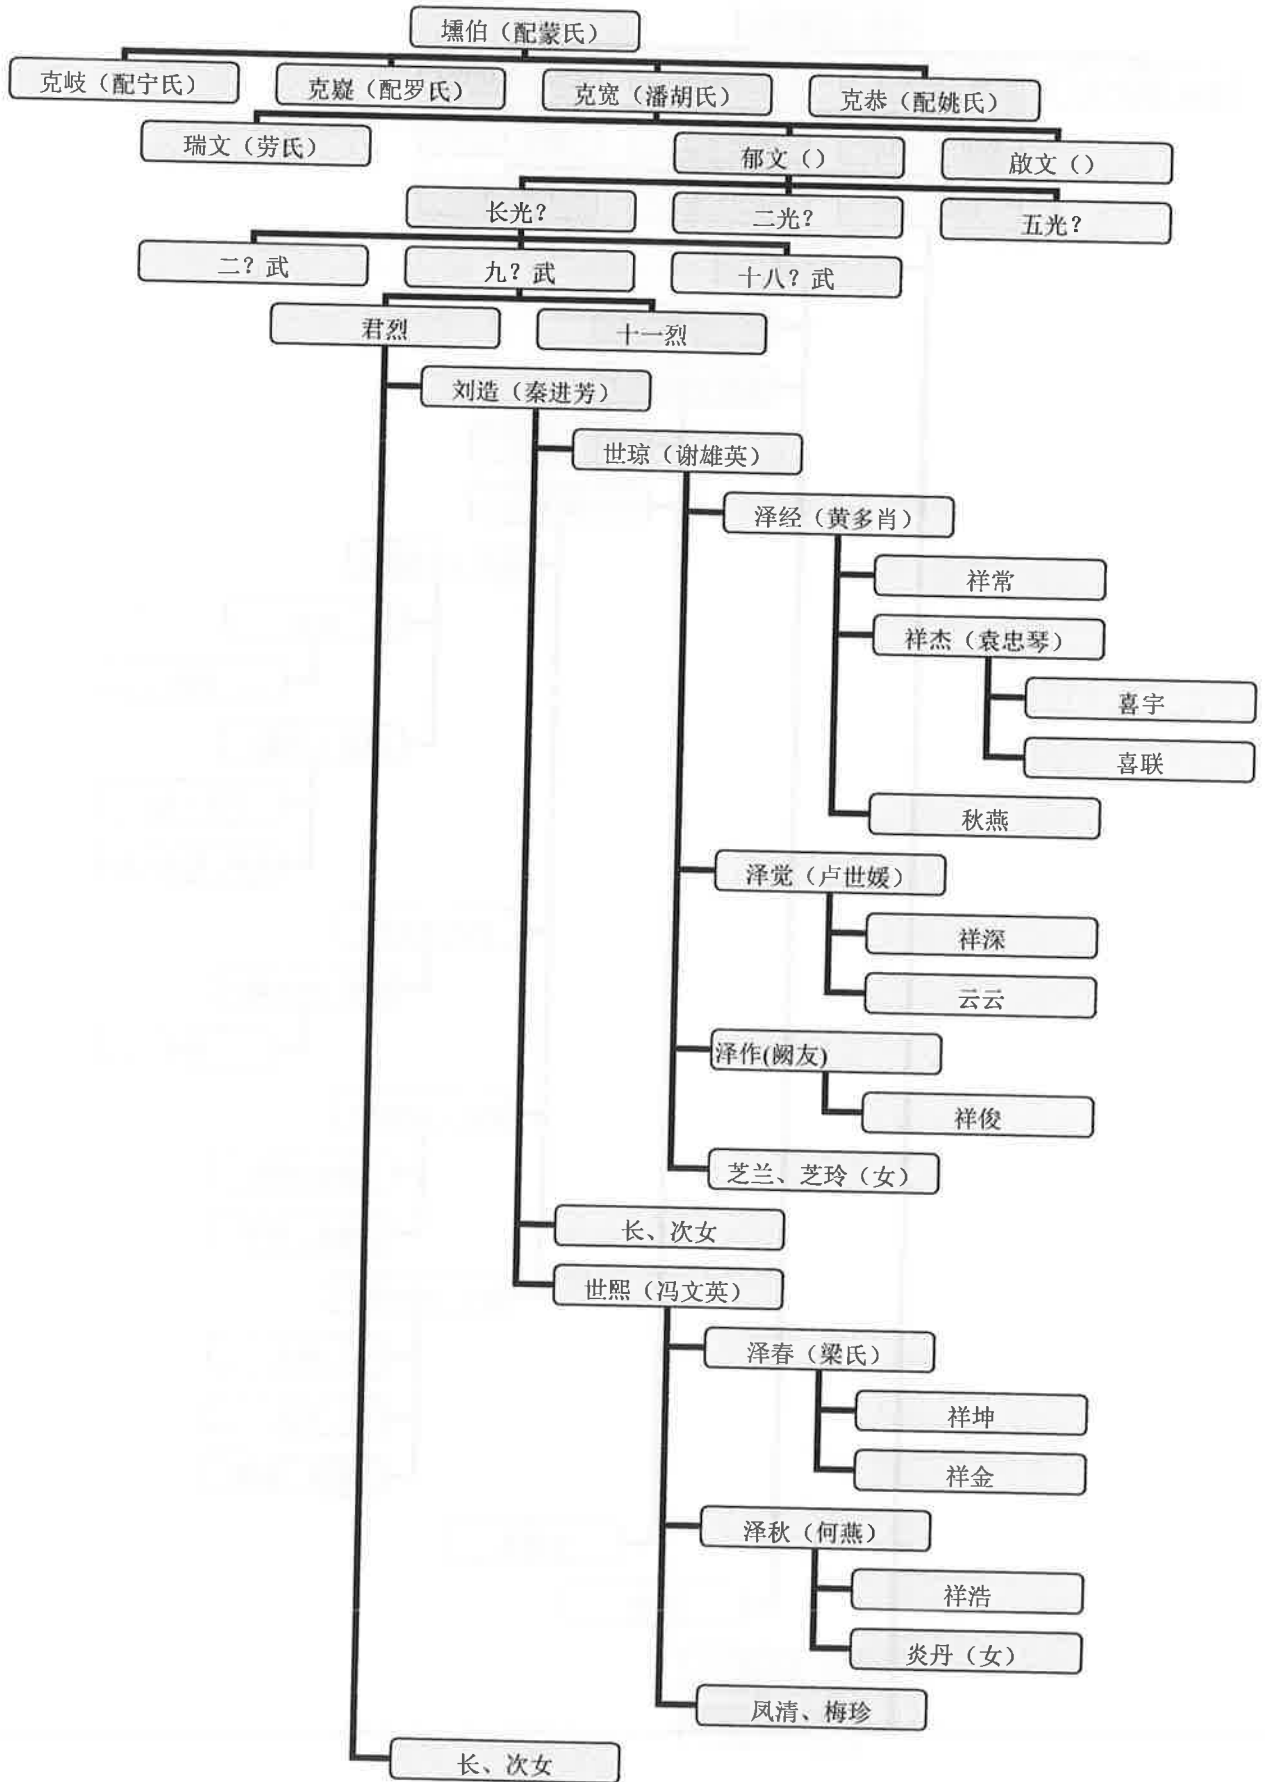 壎伯（配蒙氏）
克岐（配宁氏）
克嶷（配罗氏）
克宽（潘胡氏）
克恭（配姚氏）
瑞文（劳氏）
郁文（）
啟文（）
长光？
二光？
五光？
二？武
九？武
十八？武
君烈
十一烈
刘造（秦进芳）
世琼（谢雄英）
泽经（黄多肖）
祥常
祥杰（袁忠琴）
喜宇
喜联
秋燕
泽觉（卢世媛）
祥深
云云
泽作(阙友)
祥俊
芝兰、芝玲（女）
长、次女
世熙（冯文英）
泽春（梁氏）
祥坤
祥金
泽秋（何燕）
祥浩
炎丹（女）
凤清、梅珍
长、次女